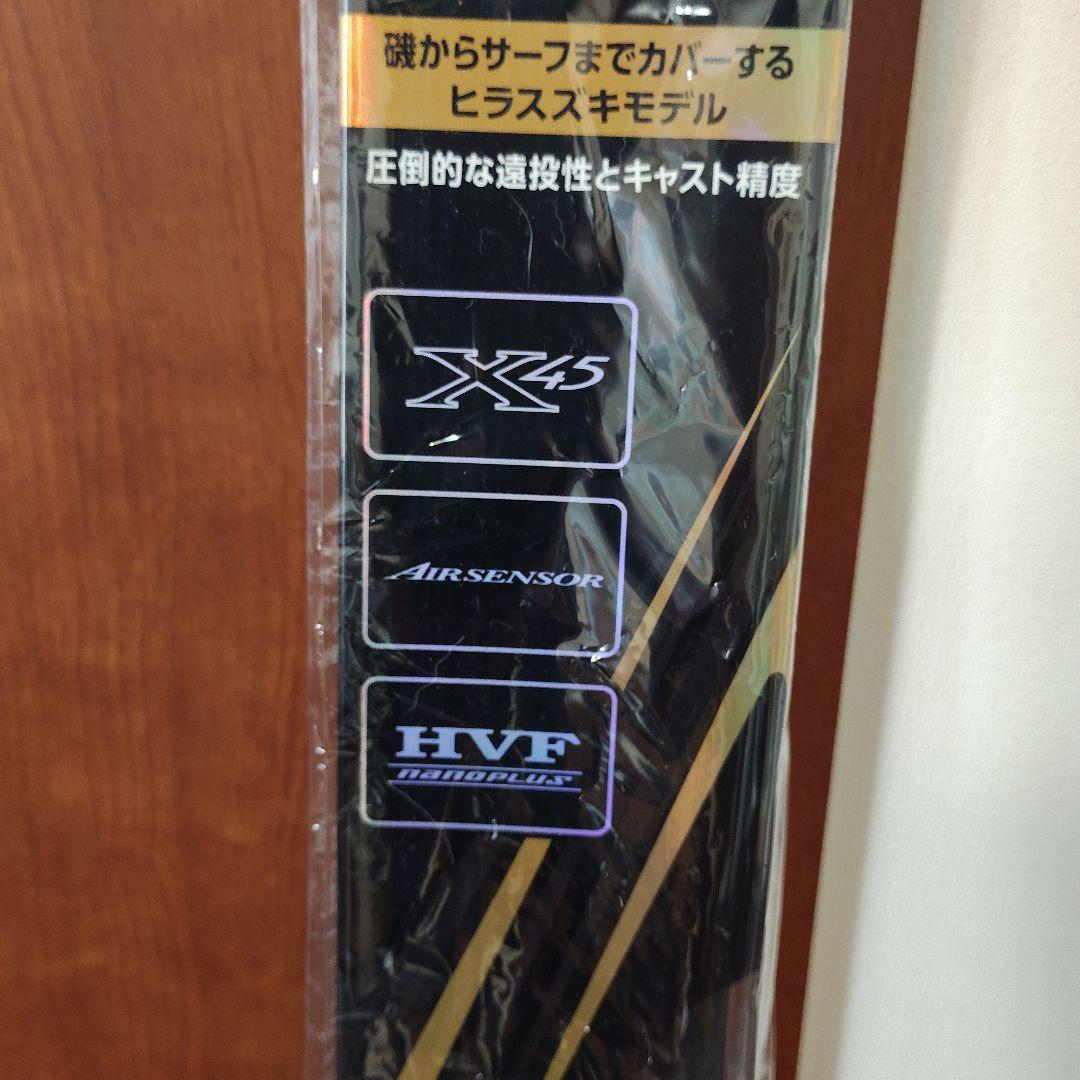 磯からサーフまでカバーする
ヒラスズキモデル
圧倒的な遠投性とキャスト精度
X45
AIRSENSOR
HVF
nanoPLUS